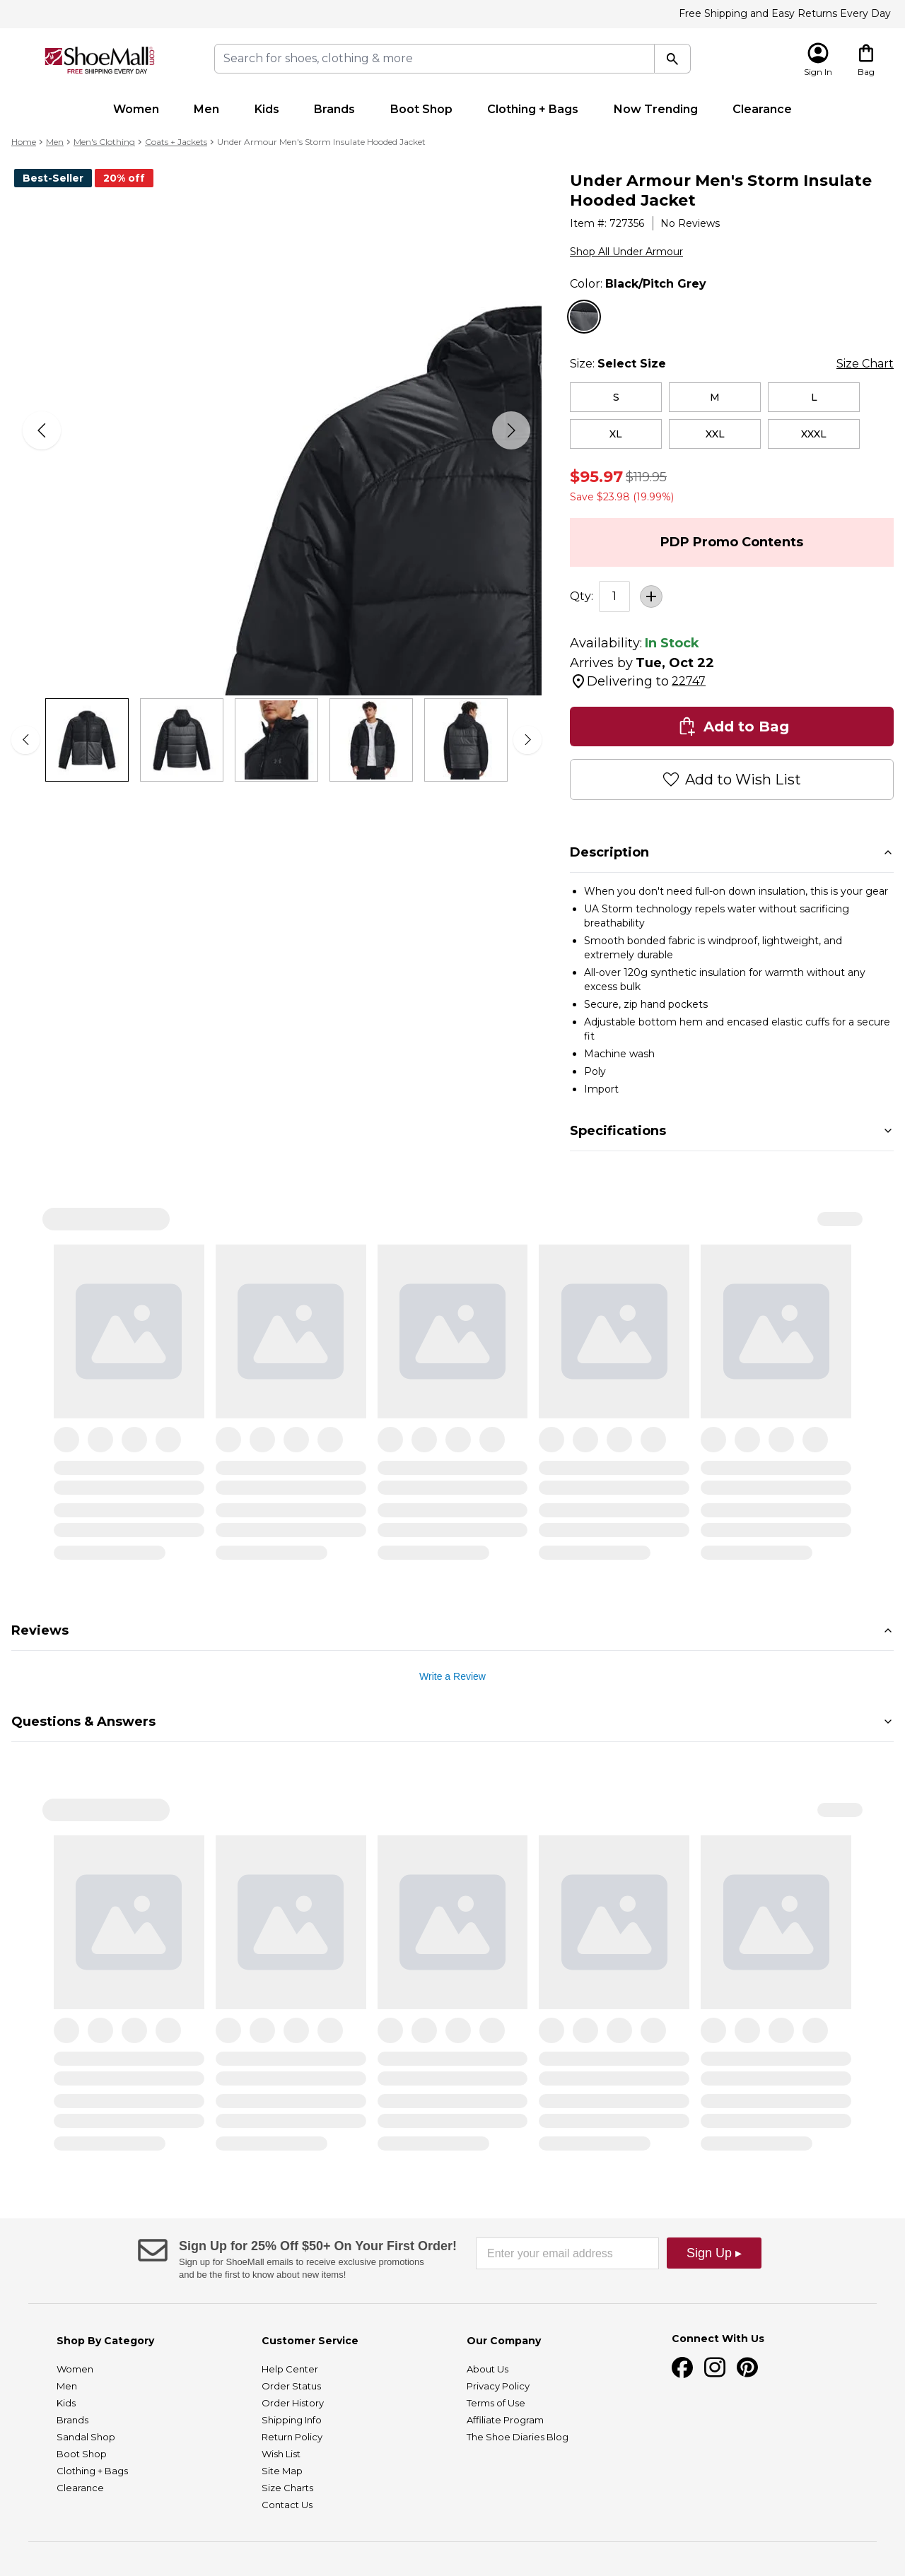 Free Shipping and Easy Returns Every Day
ShoeMall.COM
FREE SHIPPING EVERY DAY
Search for shoes, clothing & more
Sign In
Bag
Women Men Kids Brands Boot Shop Clothing + Bags Now Trending Clearance
Home > Men > Men's Clothing > Coats + Jackets > Under Armour Men's Storm Insulate Hooded Jacket
Best-Seller 20% off
Under Armour Men's Storm Insulate
Hooded Jacket
Item #: 727356 | No Reviews
Shop All Under Armour
Color: Black/Pitch Grey
Size: Select Size Size Chart
S M L
XL XXL XXXL
$95.97 $119.95
Save $23.98 (19.99%)
PDP Promo Contents
Qty: 1
Availability: In Stock
Arrives by Tue, Oct 22
Delivering to 22747
Add to Bag
Add to Wish List
Description
• When you don't need full-on down insulation, this is your gear
• UA Storm technology repels water without sacrificing
breathability
• Smooth bonded fabric is windproof, lightweight, and
extremely durable
• All-over 120g synthetic insulation for warmth without any
excess bulk
• Secure, zip hand pockets
• Adjustable bottom hem and encased elastic cuffs for a secure
fit
• Machine wash
• Poly
• Import
Specifications
Reviews
Write a Review
Questions & Answers
Sign Up for 25% Off $50+ On Your First Order!
Sign up for ShoeMall emails to receive exclusive promotions
and be the first to know about new items!
Enter your email address
Sign Up ▸
Shop By Category
Women
Men
Kids
Brands
Sandal Shop
Boot Shop
Clothing + Bags
Clearance
Customer Service
Help Center
Order Status
Order History
Shipping Info
Return Policy
Wish List
Site Map
Size Charts
Contact Us
Our Company
About Us
Privacy Policy
Terms of Use
Affiliate Program
The Shoe Diaries Blog
Connect With Us